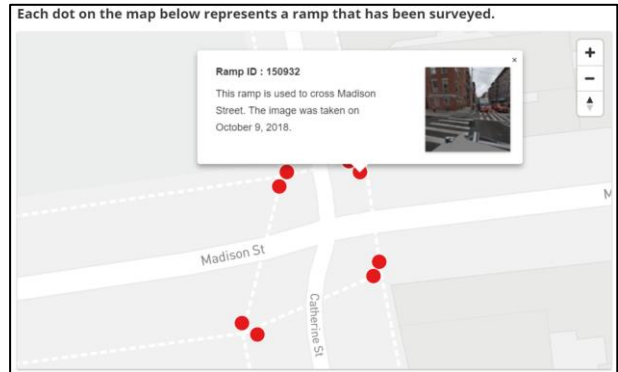 Each dot on the map below represents a ramp that has been surveyed.
Ramp ID : 150932
×
This ramp is used to cross Madison
Street. The image was taken on
October 9, 2018.
+
−
M
Madison St
Catherine St